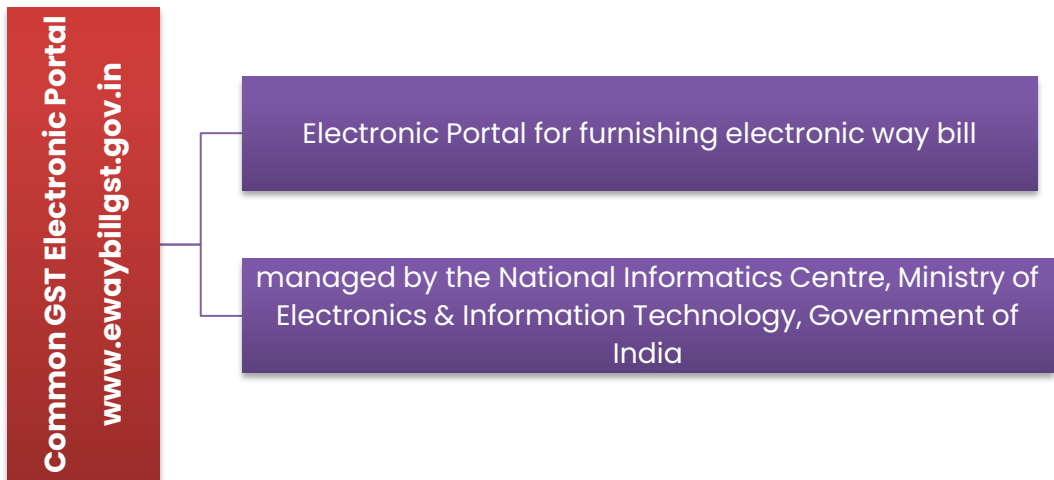 Common GST Electronic Portal
www.ewaybillgst.gov.in
Electronic Portal for furnishing electronic way bill
managed by the National Informatics Centre, Ministry of
Electronics & Information Technology, Government of
India